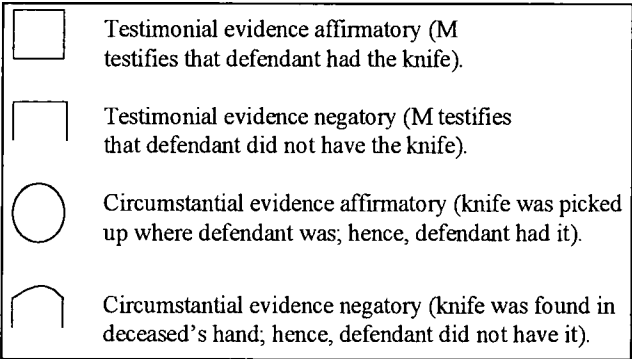 Testimonial evidence affirmatory (M
testifies that defendant had the knife).
Testimonial evidence negatory (M testifies
that defendant did not have the knife).
Circumstantial evidence affirmatory (knife was picked
up where defendant was; hence, defendant had it).
Circumstantial evidence negatory (knife was found in
deceased's hand; hence, defendant did not have it).